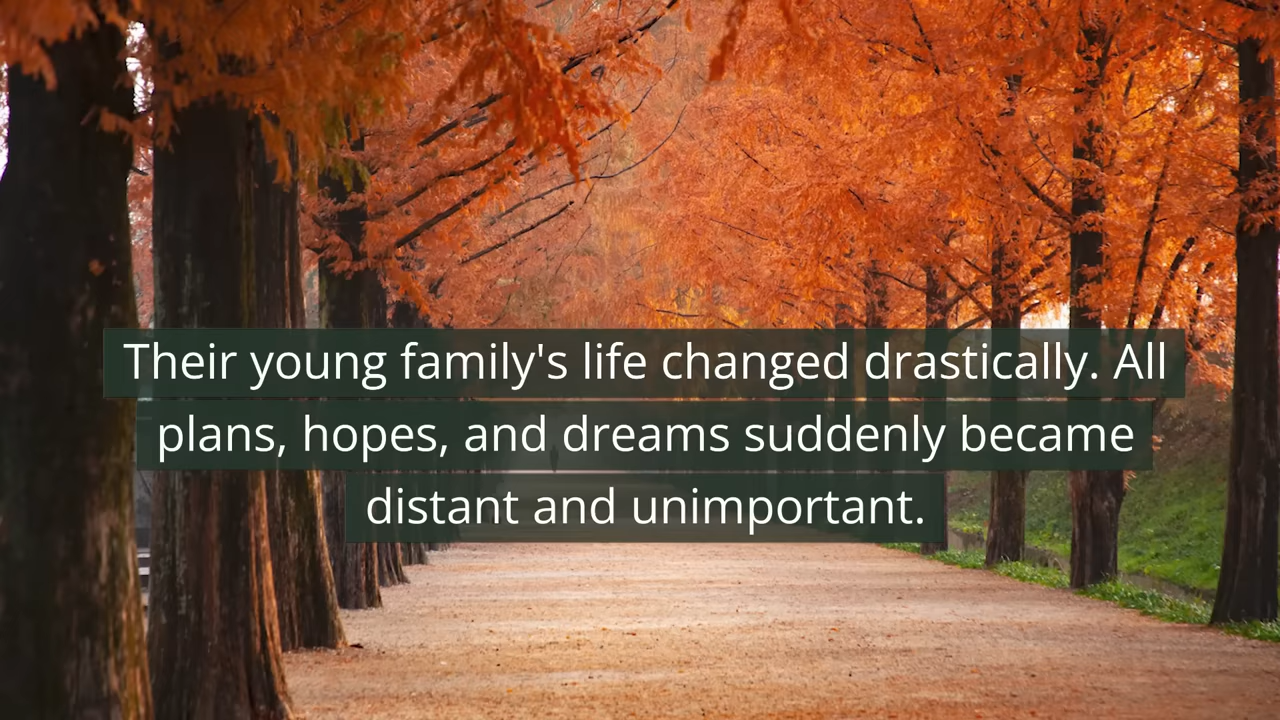 Their young family's life changed drastically. All
plans, hopes, and dreams suddenly became
distant and unimportant.